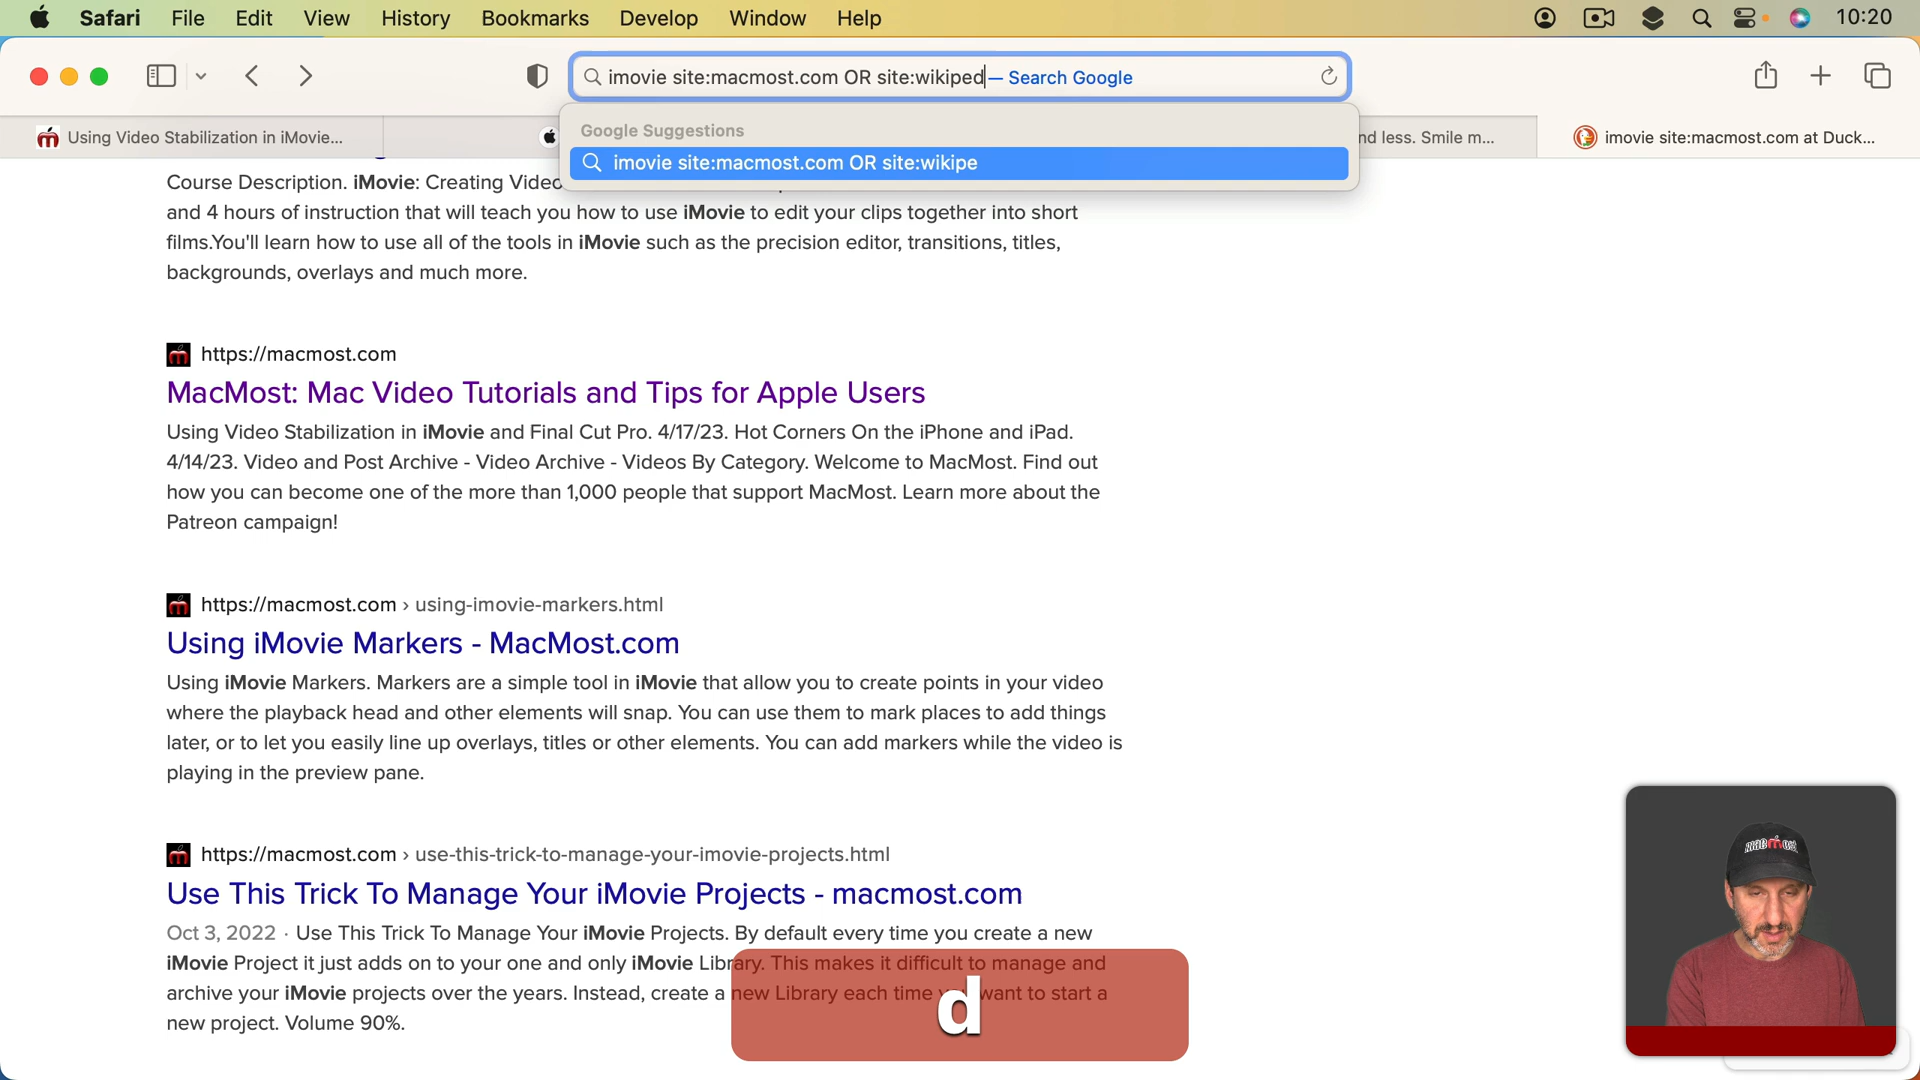 Safari File Edit View History Bookmarks Develop Window Help 10:20
imovie site:macmost.com OR site:wikiped — Search Google
Google Suggestions
imovie site:macmost.com OR site:wikipe
Using Video Stabilization in iMovie... nd less. Smile m... imovie site:macmost.com at Duck...
Course Description. iMovie: Creating Videc
and 4 hours of instruction that will teach you how to use iMovie to edit your clips together into short
films.You'll learn how to use all of the tools in iMovie such as the precision editor, transitions, titles,
backgrounds, overlays and much more.
https://macmost.com
MacMost: Mac Video Tutorials and Tips for Apple Users
Using Video Stabilization in iMovie and Final Cut Pro. 4/17/23. Hot Corners On the iPhone and iPad.
4/14/23. Video and Post Archive - Video Archive - Videos By Category. Welcome to MacMost. Find out
how you can become one of the more than 1,000 people that support MacMost. Learn more about the
Patreon campaign!
https://macmost.com › using-imovie-markers.html
Using iMovie Markers - MacMost.com
Using iMovie Markers. Markers are a simple tool in iMovie that allow you to create points in your video
where the playback head and other elements will snap. You can use them to mark places to add things
later, or to let you easily line up overlays, titles or other elements. You can add markers while the video is
playing in the preview pane.
https://macmost.com › use-this-trick-to-manage-your-imovie-projects.html
Use This Trick To Manage Your iMovie Projects - macmost.com
Oct 3, 2022 · Use This Trick To Manage Your iMovie Projects. By default every time you create a new
iMovie Project it just adds on to your one and only iMovie Library. This makes it difficult to manage and
archive your iMovie projects over the years. Instead, create a new Library each time want to start a
new project. Volume 90%.
d
macmost